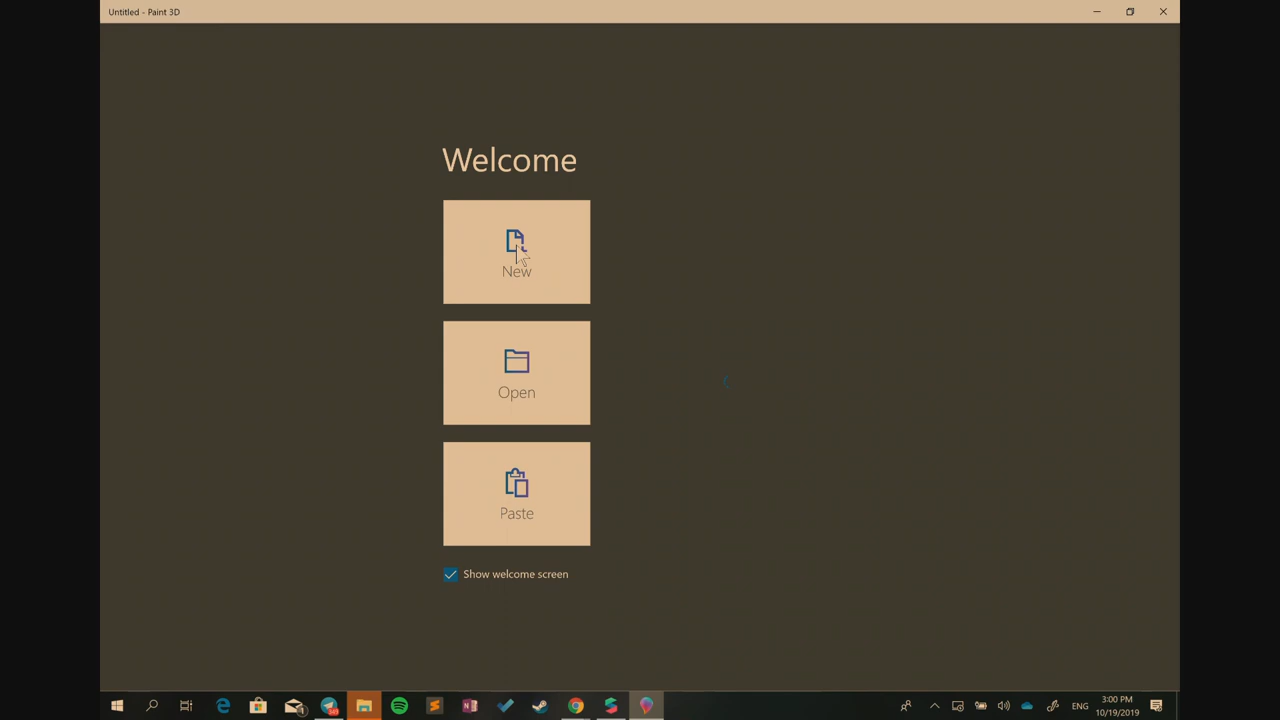 Untitled - Paint 3D
Welcome
New
Open
Paste
Show welcome screen
ENG
3:00 PM
10/19/2019